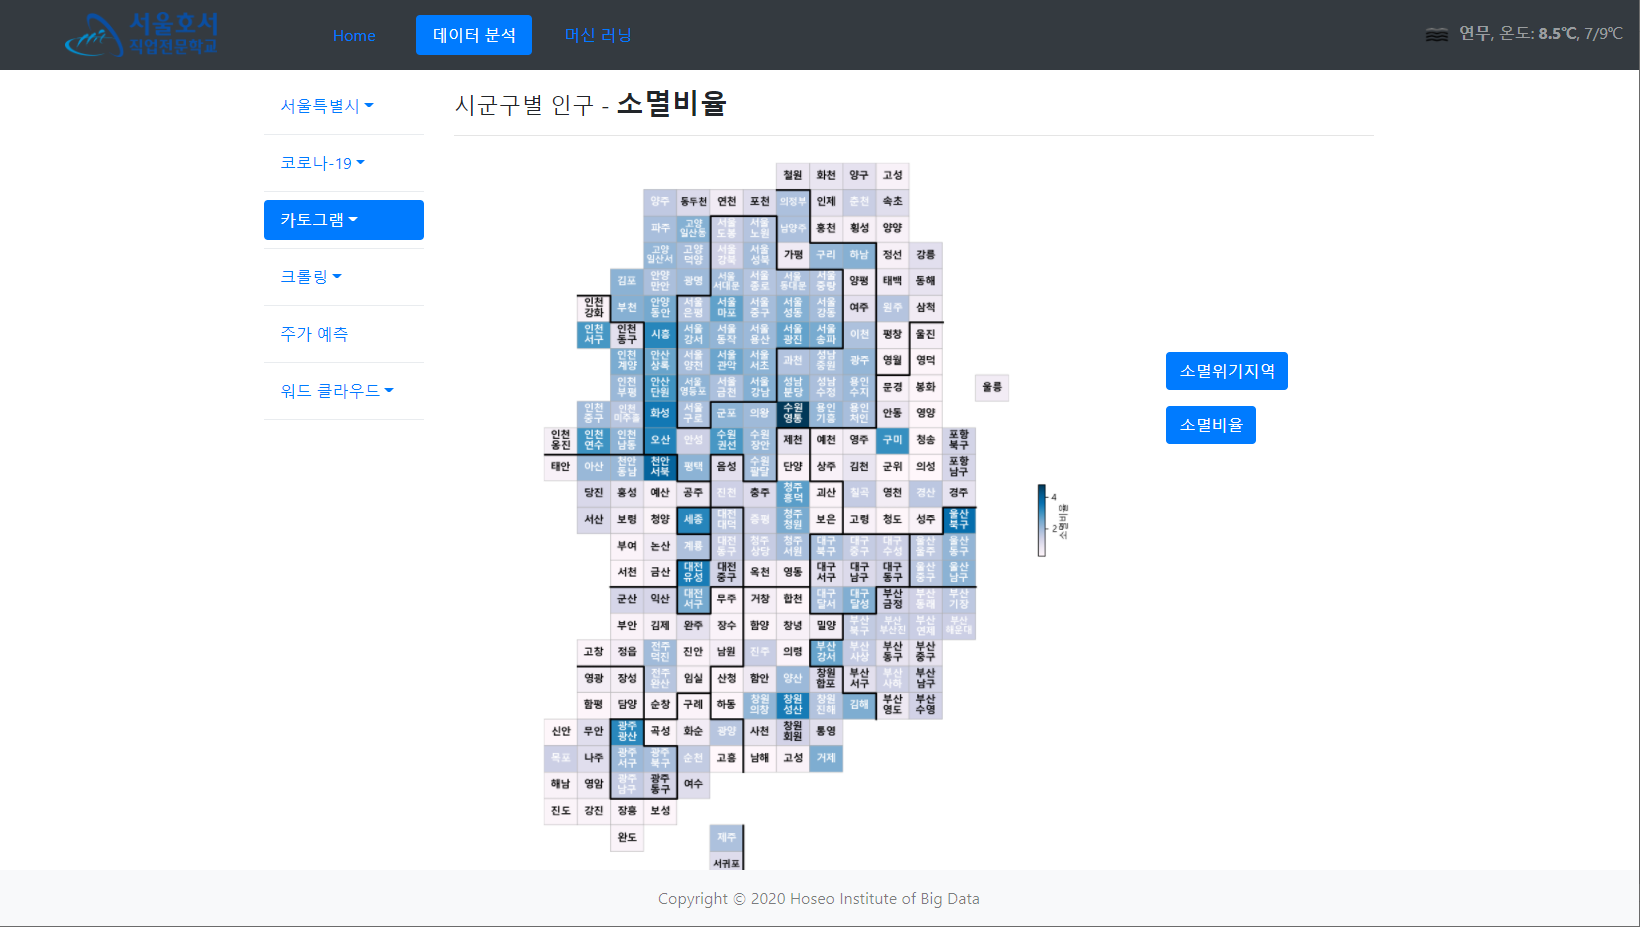 서울호서
직업전문학교
Home
데이터 분석
머신 러닝
연무, 온도: 8.5℃, 7/9℃
서울특별시
코로나-19
카토그램
크롤링
주가 예측
워드 클라우드
시군구별 인구 - 소멸비율
철원 화천 양구 고성
양주 동두천 연천 포천 의정부 인제 춘천 속초
파주 고양일산동 서울도봉 서울노원 남양주 홍천 횡성 양양
고양일산서 고양덕양 서울강북 서울성북 가평 구리 하남 정선 강릉
김포 안양만안 광명 서울서대문 서울종로 서울동대문 서울중랑 양평 태백 동해
인천강화 부천 안양동안 서울은평 서울마포 서울중구 서울성동 서울강동 여주 원주 삼척
인천서구 인천동구 시흥 서울강서 서울동작 서울용산 서울광진 서울송파 이천 평창 울진
인천계양 안산상록 서울양천 서울관악 서울서초 과천 성남중원 광주 영월 영덕
인천부평 안산단원 서울영등포 서울금천 서울강남 성남분당 성남수정 용인수지 문경 봉화 울릉
인천중구 인천미추홀 화성 서울구로 군포 의왕 수원영통 용인기흥 용인처인 안동 영양
인천옹진 인천연수 인천남동 오산 안성 수원권선 수원장안 제천 예천 영주 구미 청송 포항북구
태안 아산 천안동남 천안서북 평택 음성 수원팔달 단양 상주 김천 군위 의성 포항남구
당진 홍성 예산 공주 진천 충주 청주흥덕 괴산 칠곡 영천 경산 경주
서산 보령 청양 세종 대전대덕 증평 청주청원 보은 고령 청도 성주 울산북구
부여 논산 계룡 대전동구 청주상당 청주서원 대구북구 대구중구 대구수성 울산울주 울산동구
서천 금산 대전유성 대전중구 옥천 영동 대구서구 대구남구 대구동구 울산중구 울산남구
군산 익산 대전서구 무주 거창 합천 대구달서 대구달성 부산금정 부산동래 부산기장
부안 김제 완주 장수 함양 창녕 밀양 부산북구 부산부산진 부산연제 부산해운대
고창 정읍 전주덕진 진안 남원 진주 의령 부산강서 부산사상 부산동구 부산중구
영광 장성 전주완산 임실 산청 함안 양산 창원합포 부산서구 부산사하 부산남구
함평 담양 순창 구례 하동 창원의창 창원성산 창원진해 김해 부산영도 부산수영
신안 무안 광주광산 곡성 화순 광양 사천 창원회원 통영
목포 나주 광주서구 광주북구 순천 고흥 남해 고성 거제
해남 영암 광주남구 광주동구 여수
진도 강진 장흥 보성
완도 제주
서귀포
4
2
소멸비율
소멸위기지역
소멸비율
Copyright © 2020 Hoseo Institute of Big Data